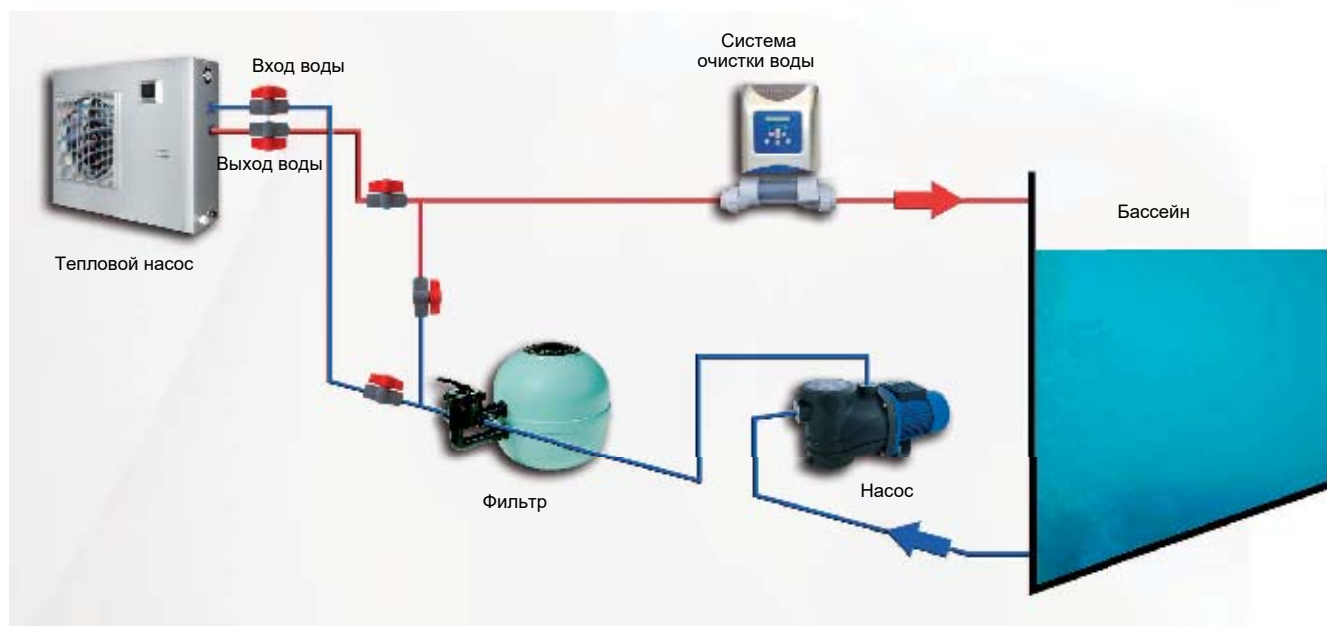 Система
очистки воды
Вход воды
Выход воды
Бассейн
Тепловой насос
Насос
Фильтр